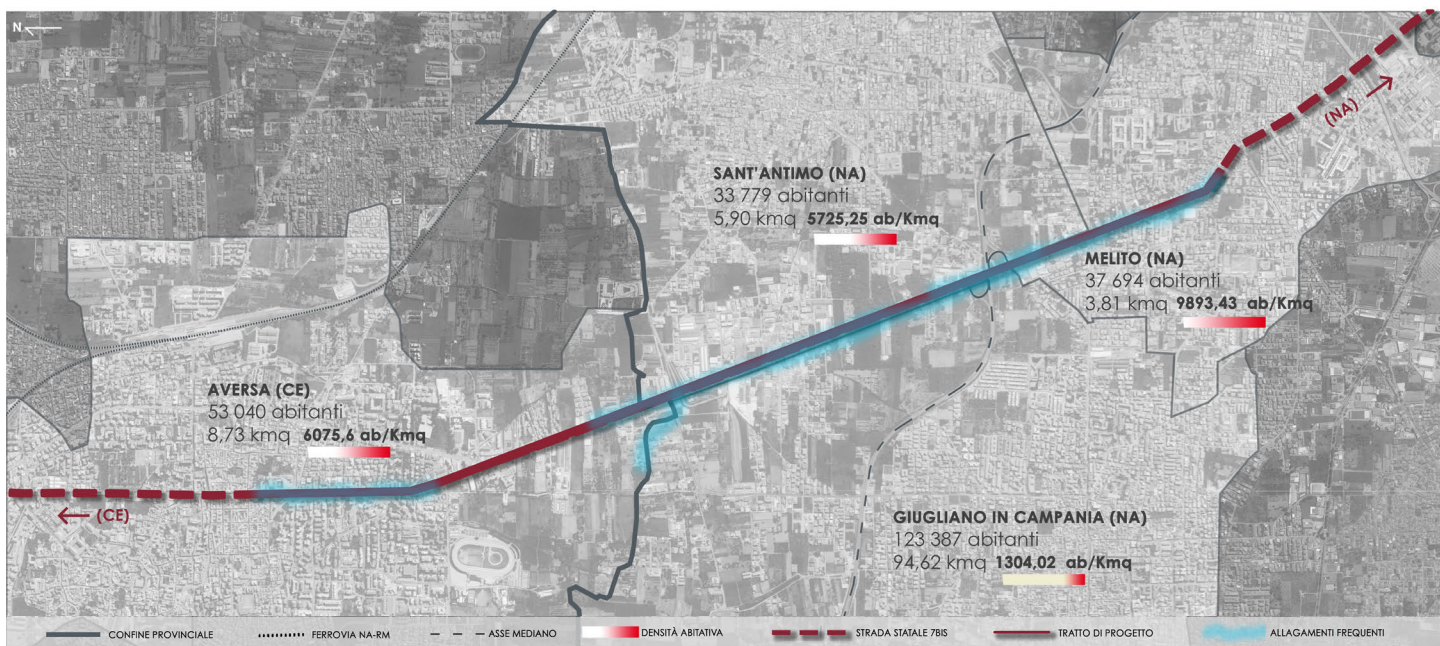 N
(NA)
SANT'ANTIMO (NA)
33 779 abitanti
5,90 kmq 5725,25 ab/Kmq
MELITO (NA)
37 694 abitanti
3,81 kmq 9893,43 ab/Kmq
AVERSA (CE)
53 040 abitanti
8,73 kmq 6075,6 ab/Kmq
(CE)
GIUGLIANO IN CAMPANIA (NA)
123 387 abitanti
94,62 kmq 1304,02 ab/Kmq
CONFINE PROVINCIALE FERROVIA NA-RM ASSE MEDIANO DENSITÀ ABITATIVA STRADA STATALE 7BIS TRATTO DI PROGETTO ALLAGAMENTI FREQUENTI